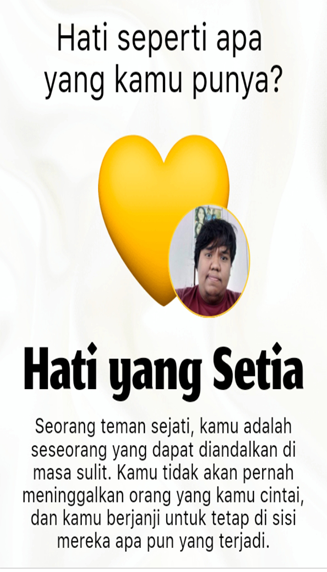 Hati seperti apa
yang kamu punya?
Hati yang Setia
Seorang teman sejati, kamu adalah
seseorang yang dapat diandalkan di
masa sulit. Kamu tidak akan pernah
meninggalkan orang yang kamu cintai,
dan kamu berjanji untuk tetap di sisi
mereka apa pun yang terjadi.